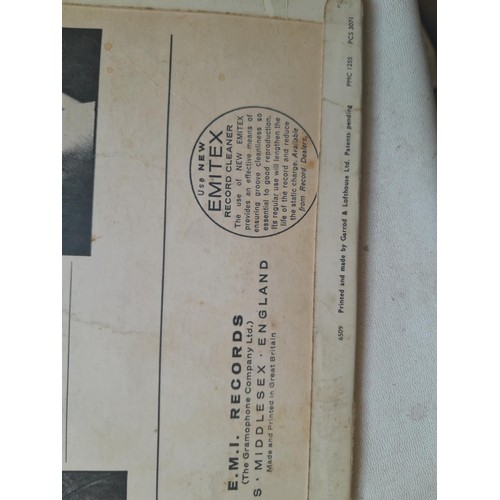 Use NEW
EMITEX
RECORD CLEANER
The use of NEW EMITEX
provides an effective means of
ensuring groove cleanliness so
essential to good reproduction.
Its regular use will lengthen the
life of the record and reduce
the static charge. Available
from Record Dealers.
E.M.I. RECORDS
(The Gramophone Company Ltd.)
S · MIDDLESEX · ENGLAND
Made and Printed in Great Britain
6509 Printed and made by Garrod & Lofthouse Ltd. Patents pending PMC 1255 PCS 3071